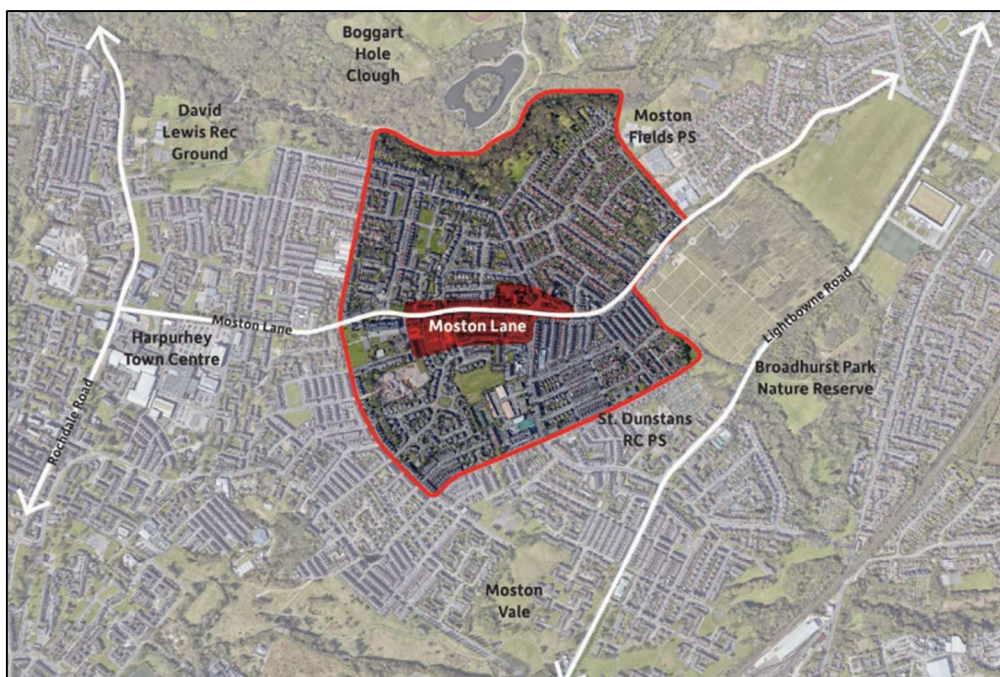 Boggart
Hole
Clough
David
Lewis Rec
Ground
Moston
Fields PS
Moston Lane
Moston Lane
Harpurhey
Town Centre
Lightbowne Road
Rochdale Road
Broadhurst Park
Nature Reserve
St. Dunstans
RC PS
Moston
Vale